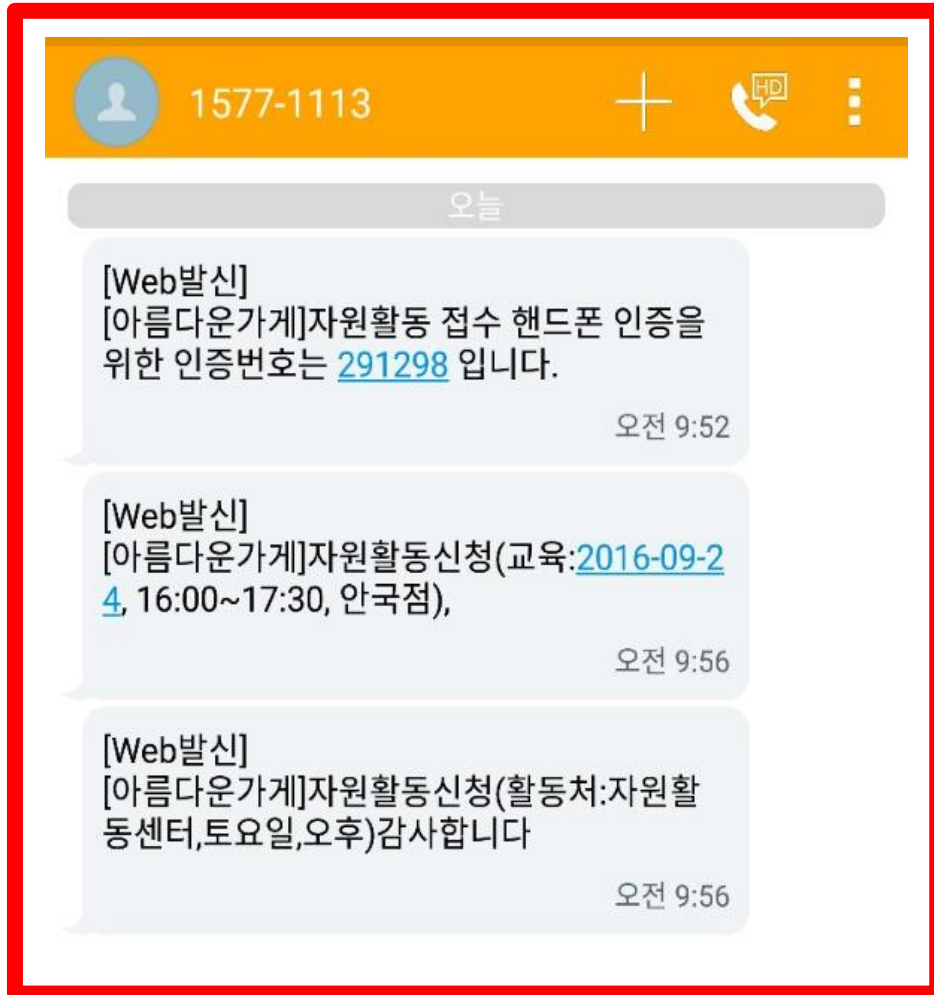 1577-1113
HD
오늘
[Web발신]
[아름다운가게]자원활동 접수 핸드폰 인증을
위한 인증번호는 291298 입니다.
오전 9:52
[Web발신]
[아름다운가게]자원활동신청(교육:2016-09-2
4, 16:00~17:30, 안국점),
오전 9:56
[Web발신]
[아름다운가게]자원활동신청(활동처:자원활
동센터,토요일,오후)감사합니다
오전 9:56